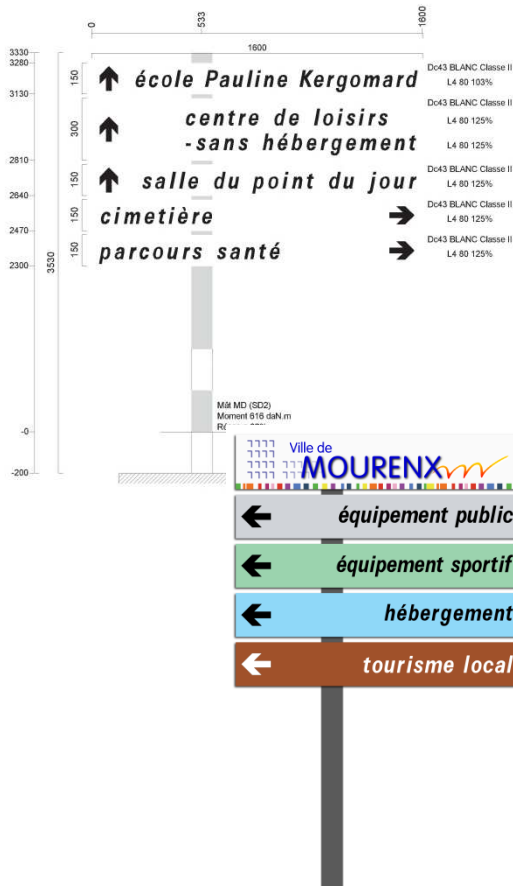 0
533
1600
1600
3330
3280
150
école Pauline Kergomard
Dc43 BLANC Classe II
L4 80 103%
3130
300
centre de loisirs
-sans hébergement
Dc43 BLANC Classe II
L4 80 125%
L4 80 125%
2810
150
salle du point du jour
Dc43 BLANC Classe II
L4 80 125%
2640
150
cimetière
Dc43 BLANC Classe II
L4 80 125%
2470
150
parcours santé
Dc43 BLANC Classe II
L4 80 125%
2300
3530
Mât MD (SD2)
Moment 616 daN.m
-0
-200
Ville de
MOURENX
équipement public
équipement sportif
hébergement
tourisme local